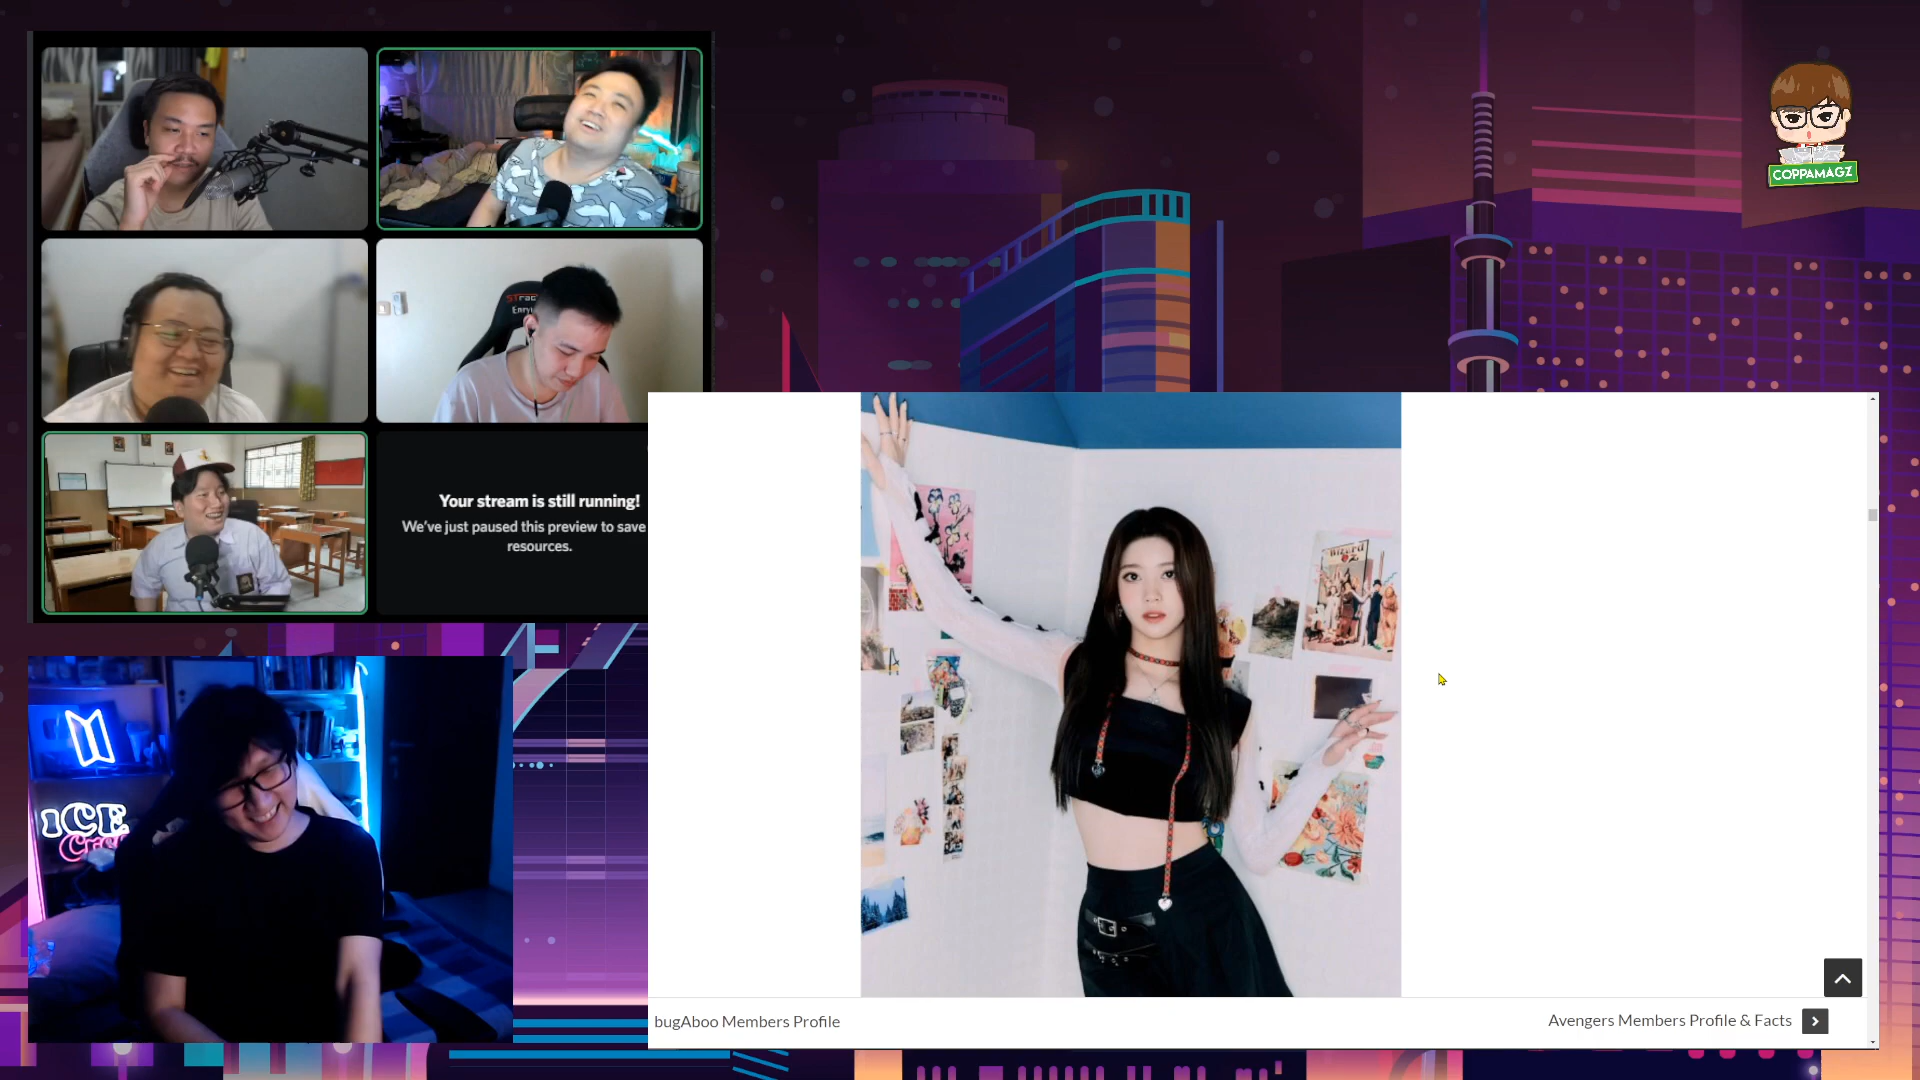 COPPAMAGZ
Your stream is still running!
We've just paused this preview to save
resources.
ICE
bugAboo Members Profile
Avengers Members Profile & Facts